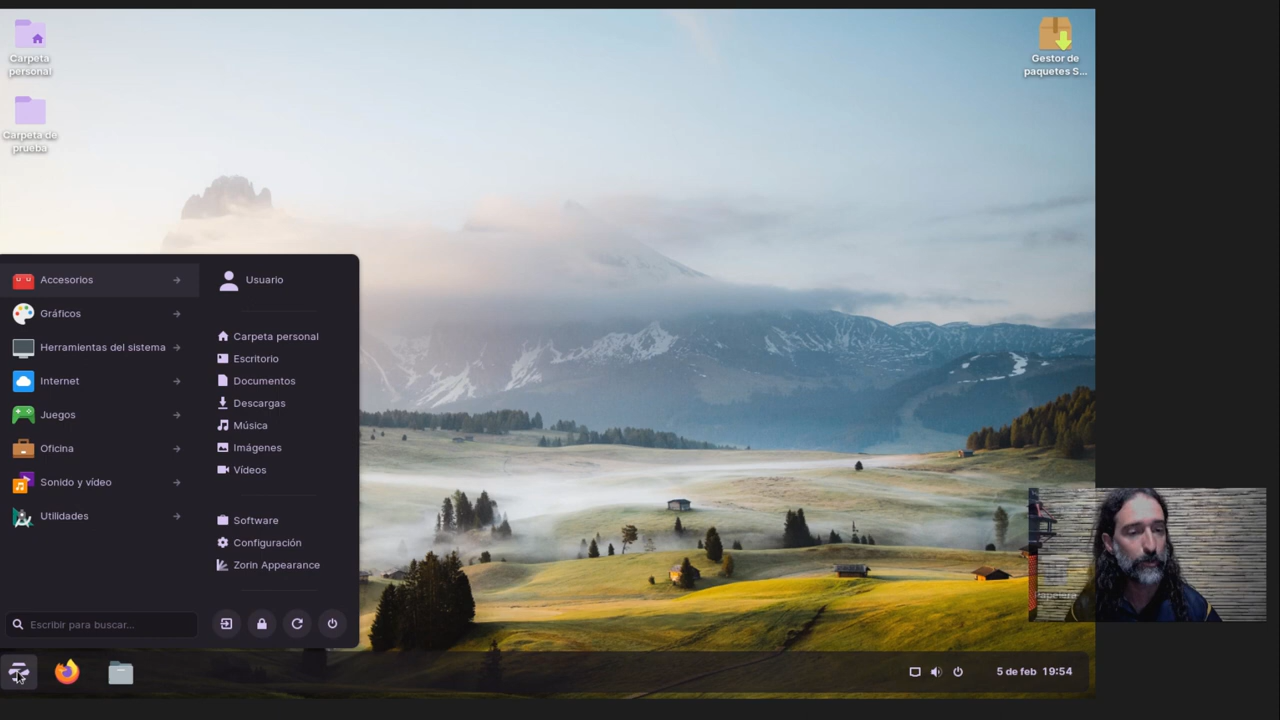 Carpeta
personal
Carpeta de
prueba
Gestor de
paquetes S...
Accesorios
Gráficos
Herramientas del sistema
Internet
Juegos
Oficina
Sonido y vídeo
Utilidades
Escribir para buscar...
Usuario
Carpeta personal
Escritorio
Documentos
Descargas
Música
Imágenes
Vídeos
Software
Configuración
Zorin Appearance
Papelera
5 de feb 19:54